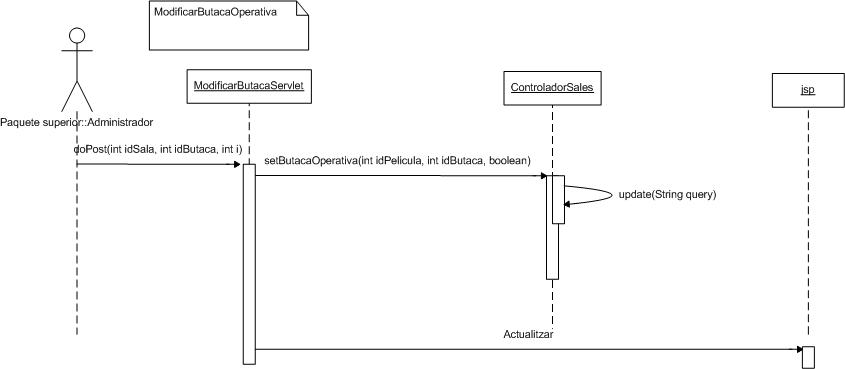 ModificarButacaOperativa
ModificarButacaServlet
ControladorSales
jsp
Paquete superior::Administrador
doPost(int idSala, int idButaca, int i)
setButacaOperativa(int idPelicula, int idButaca, boolean)
update(String query)
Actualitzar